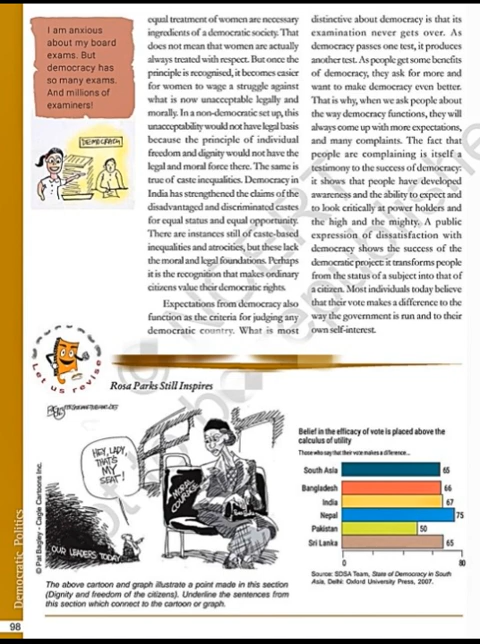 I am anxious
about my board
exams. But
democracy has
so many exams.
And millions of
examiners!
DEMOCRACY
equal treatment of women are necessary
ingredients of a democratic society. That
does not mean that women are actually
always treated with respect. But once the
principle is recognised, it becomes easier
for women to wage a struggle against
what is now unacceptable legally and
morally. In a non-democratic set up, this
unacceptability would not have legal basis
because the principle of individual
freedom and dignity would not have the
legal and moral force there. The same is
true of caste inequalities. Democracy in
India has strengthened the claims of the
disadvantaged and discriminated castes
for equal status and equal opportunity.
There are instances still of caste-based
inequalities and atrocities, but these lack
the moral and legal foundations. Perhaps
it is the recognition that makes ordinary
citizens value their democratic rights.
Expectations from democracy also
function as the criteria for judging any
democratic country. What is most
distinctive about democracy is that its
examination never gets over. As
democracy passes one test, it produces
another test. As people get some benefits
of democracy, they ask for more and
want to make democracy even better.
That is why, when we ask people about
the way democracy functions, they will
always come up with more expectations,
and many complaints. The fact that
people are complaining is itself a
testimony to the success of democracy:
it shows that people have developed
awareness and the ability to expect and
to look critically at power holders and
the high and the mighty. A public
expression of dissatisfaction with
democracy shows the success of the
democratic project: it transforms people
from the status of a subject into that of
a citizen. Most individuals today believe
that their vote makes a difference to the
way the government is run and to their
own self-interest.
Let us revise
Rosa Parks Still Inspires
HEY, LADY,
THAT'S
MY
SEAT!
MORAL
COURAGE
OUR LEADERS TODAY
© Pat Bagley - Cagle Cartoons Inc.
Belief in the efficacy of vote is placed above the
calculus of utility
Those who say that their vote makes a difference...
South Asia 65
Bangladesh 66
India 67
Nepal 75
Pakistan 50
Sri Lanka 65
0 80
Source: SDSA Team, State of Democracy in South
Asia, Delhi: Oxford University Press, 2007.
The above cartoon and graph illustrate a point made in this section
(Dignity and freedom of the citizens). Underline the sentences from
this section which connect to the cartoon or graph.
Democratic Politics
98